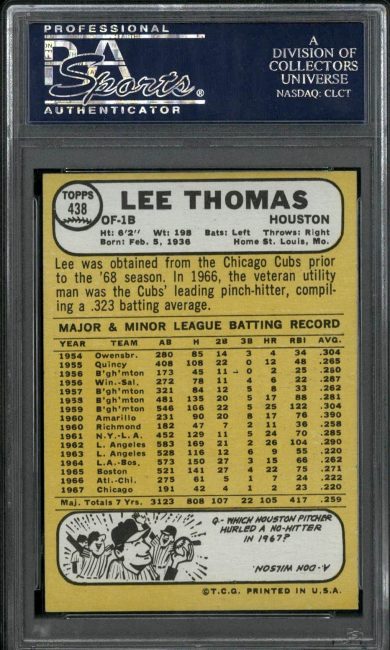 PROFESSIONAL
PSA
Sports
AUTHENTICATOR
A
DIVISION OF
COLLECTORS
UNIVERSE
NASDAQ: CLCT
TOPPS
438
LEE THOMAS
OF-1B HOUSTON
Ht: 6'2" Wt: 198 Bats: Left Throws: Right
Born: Feb. 5, 1936 Home St. Louis, Mo.
Lee was obtained from the Chicago Cubs prior
to the '68 season. In 1966, the veteran utility
man was the Cubs' leading pinch-hitter, compil-
ing a .323 batting average.
MAJOR & MINOR LEAGUE BATTING RECORD
YEAR TEAM AB H 2B 3B HR RBI AVG.
1954 Owensbr. 280 85 14 3 4 34 .304
1955 Quincy 408 108 22 0 12 48 .265
1956 B'gh'mton 173 45 11 0 2 25 .260
1956 Win.-Sal. 272 78 11 4 6 22 .287
1957 B'gh'mton 321 84 12 5 8 33 .262
1958 B'gh'mton 481 135 20 5 17 88 .281
1959 B'gh'mton 546 166 22 5 25 122 .304
1960 Amarillo 231 90 20 8 17 76 .390
1960 Richmond 182 47 7 2 11 36 .258
1961 N.Y.-L.A. 452 129 11 5 24 70 .285
1962 L. Angeles 583 169 21 2 26 104 .290
1963 L. Angeles 528 116 12 6 9 55 .220
1964 L.A.-Bos. 573 150 27 3 15 66 .262
1965 Boston 521 141 27 4 22 75 .271
1966 Atl.-Chi. 275 61 5 1 7 24 .222
1967 Chicago 191 42 4 1 2 23 .220
Maj. Totals 7 Yrs. 3123 808 107 22 105 417 .259
Q- WHICH HOUSTON PITCHER
HURLED A NO-HITTER
IN 1967?
A- DON WILSON.
©T.C.G. PRINTED IN U.S.A.